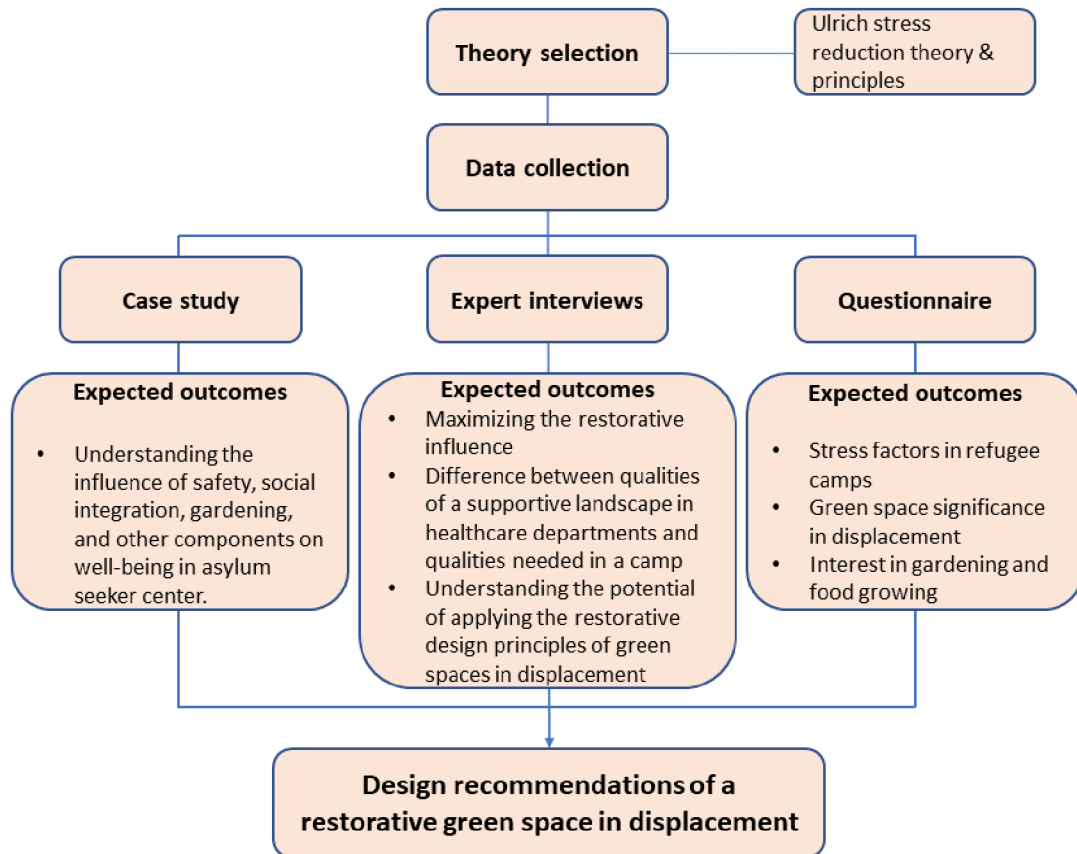 Theory selection
Ulrich stress
reduction theory &
principles
Data collection
Case study
Expert interviews
Questionnaire
Expected outcomes
• Understanding the
influence of safety, social
integration, gardening,
and other components on
well-being in asylum
seeker center.
Expected outcomes
• Maximizing the restorative
influence
• Difference between qualities
of a supportive landscape in
healthcare departments and
qualities needed in a camp
• Understanding the potential
of applying the restorative
design principles of green
spaces in displacement
Expected outcomes
• Stress factors in refugee
camps
• Green space significance
in displacement
• Interest in gardening and
food growing
Design recommendations of a
restorative green space in displacement